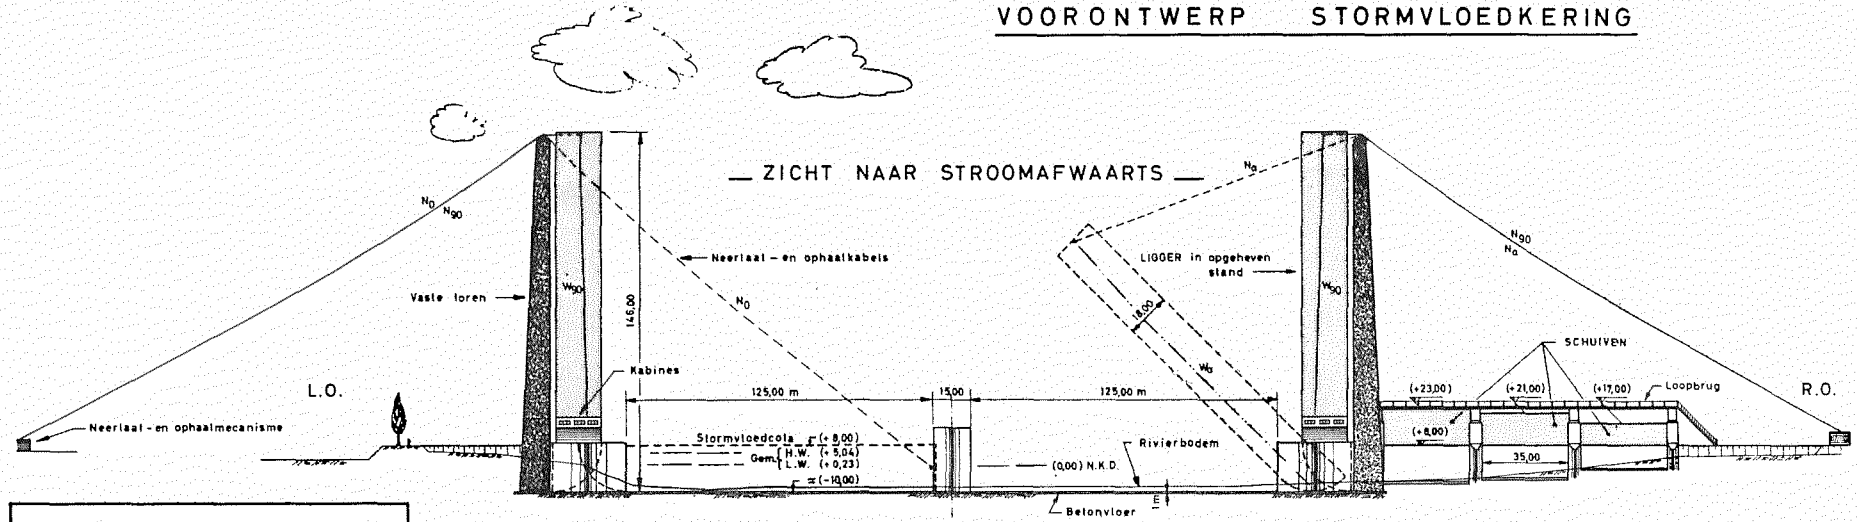 VOORONTWERP STORMVLOEDKERING
ZICHT NAAR STROOMAFWAARTS
N0 N90
Nα
N90
Nα
Neerlaat - en ophaalkabels
LIGGER in opgeheven
stand
W90
W90
Vaste toren
146,00
N0
18,00
Wα
SCHUIVEN
Kabines
L.O.
R.O.
125,00 m
15,00
125,00 m
(+23,00)
(+21,00)
(+17,00)
Loopbrug
Neerlaat - en ophaalmecanisme
Stormvloedcota (+8,00)
Gem. H.W. (+5,04)
L.W. (+0,23)
(0,00) N.K.D.
Rivierbodem
(+8,00)
35,00
≈ (-10,00)
Betonvloer